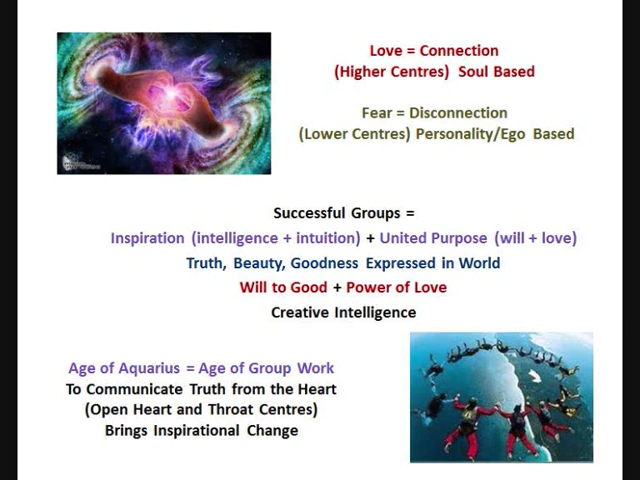 Love = Connection
(Higher Centres) Soul Based
Fear = Disconnection
(Lower Centres) Personality/Ego Based
Successful Groups =
Inspiration (intelligence + intuition) + United Purpose (will + love)
Truth, Beauty, Goodness Expressed in World
Will to Good + Power of Love
Creative Intelligence
Age of Aquarius = Age of Group Work
To Communicate Truth from the Heart
(Open Heart and Throat Centres)
Brings Inspirational Change